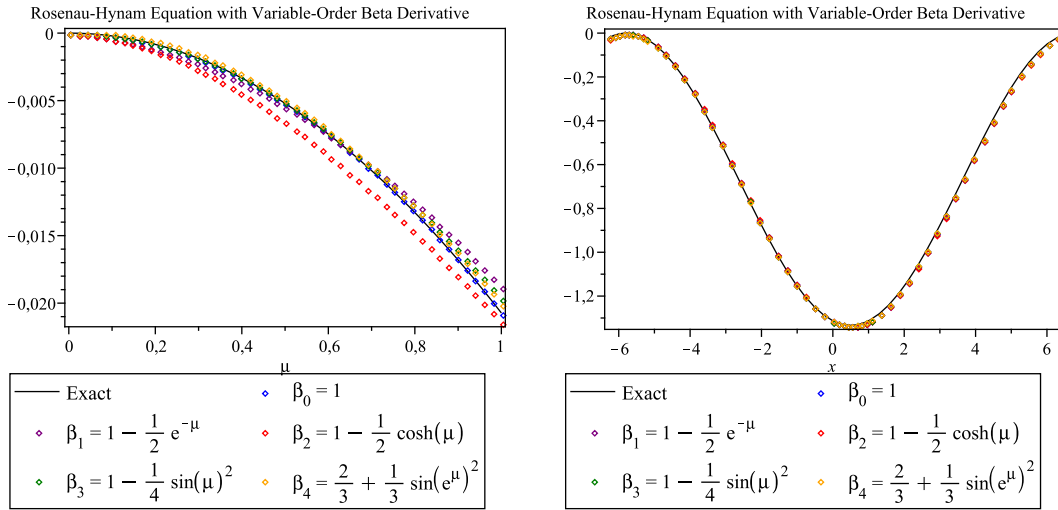 Rosenau-Hynam Equation with Variable-Order Beta Derivative
0
-0,005
-0,010
-0,015
-0,020
0 0,2 0,4 0,6 0,8 1
μ
Exact β₀ = 1
β₁ = 1 − 1/2 e^(−μ) β₂ = 1 − 1/2 cosh(μ)
β₃ = 1 − 1/4 sin(μ)² β₄ = 2/3 + 1/3 sin(e^μ)²
Rosenau-Hynam Equation with Variable-Order Beta Derivative
0
-0,2
-0,4
-0,6
-0,8
-1,0
-1,2
-6 -4 -2 0 2 4 6
x
Exact β₀ = 1
β₁ = 1 − 1/2 e^(−μ) β₂ = 1 − 1/2 cosh(μ)
β₃ = 1 − 1/4 sin(μ)² β₄ = 2/3 + 1/3 sin(e^μ)²